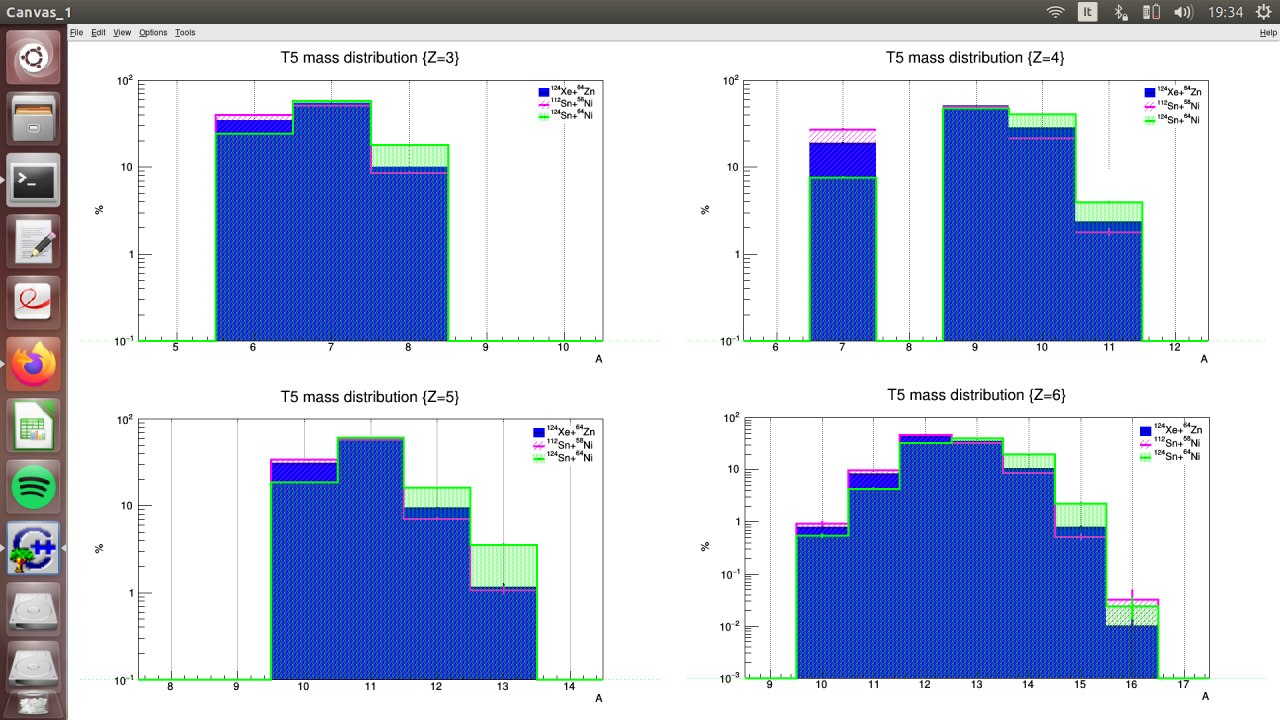 Canvas_1
lt
19:34
File Edit View Options Tools Help
T5 mass distribution {Z=3}
¹²⁴Xe+⁶⁴Zn
¹¹²Sn+⁵⁸Ni
¹²⁴Sn+⁶⁴Ni
10²
10
1
10⁻¹
%
5 6 7 8 9 10
A
T5 mass distribution {Z=4}
¹²⁴Xe+⁶⁴Zn
¹¹²Sn+⁵⁸Ni
¹²⁴Sn+⁶⁴Ni
10²
10
1
10⁻¹
%
6 7 8 9 10 11 12
A
T5 mass distribution {Z=5}
¹²⁴Xe+⁶⁴Zn
¹¹²Sn+⁵⁸Ni
¹²⁴Sn+⁶⁴Ni
10²
10
1
10⁻¹
%
8 9 10 11 12 13 14
A
T5 mass distribution {Z=6}
¹²⁴Xe+⁶⁴Zn
¹¹²Sn+⁵⁸Ni
¹²⁴Sn+⁶⁴Ni
10²
10
1
10⁻¹
10⁻²
10⁻³
%
9 10 11 12 13 14 15 16 17
A